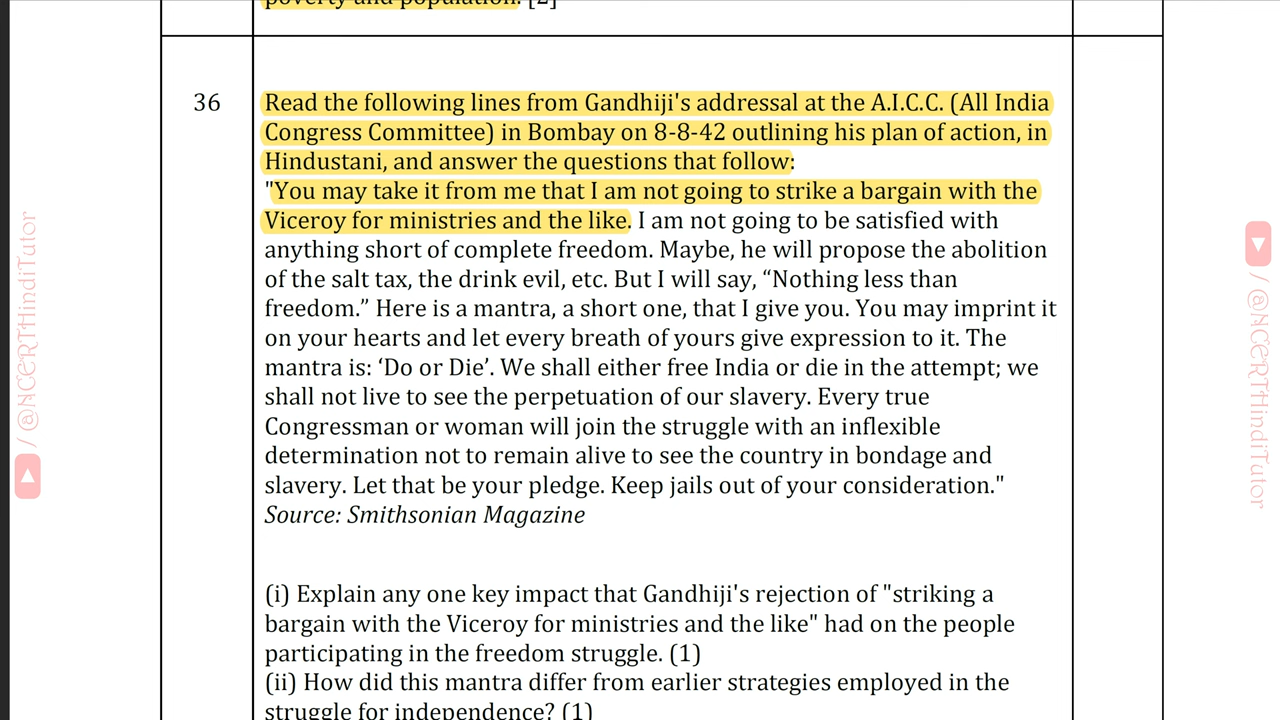 poverty and population. [2]
36
Read the following lines from Gandhiji's addressal at the A.I.C.C. (All India
Congress Committee) in Bombay on 8-8-42 outlining his plan of action, in
Hindustani, and answer the questions that follow:
"You may take it from me that I am not going to strike a bargain with the
Viceroy for ministries and the like. I am not going to be satisfied with
anything short of complete freedom. Maybe, he will propose the abolition
of the salt tax, the drink evil, etc. But I will say, “Nothing less than
freedom.” Here is a mantra, a short one, that I give you. You may imprint it
on your hearts and let every breath of yours give expression to it. The
mantra is: ‘Do or Die’. We shall either free India or die in the attempt; we
shall not live to see the perpetuation of our slavery. Every true
Congressman or woman will join the struggle with an inflexible
determination not to remain alive to see the country in bondage and
slavery. Let that be your pledge. Keep jails out of your consideration."
Source: Smithsonian Magazine
(i) Explain any one key impact that Gandhiji's rejection of "striking a
bargain with the Viceroy for ministries and the like" had on the people
participating in the freedom struggle. (1)
(ii) How did this mantra differ from earlier strategies employed in the
struggle for independence? (1)
/ @NCERTHindiTutor
/ @NCERTHindiTutor